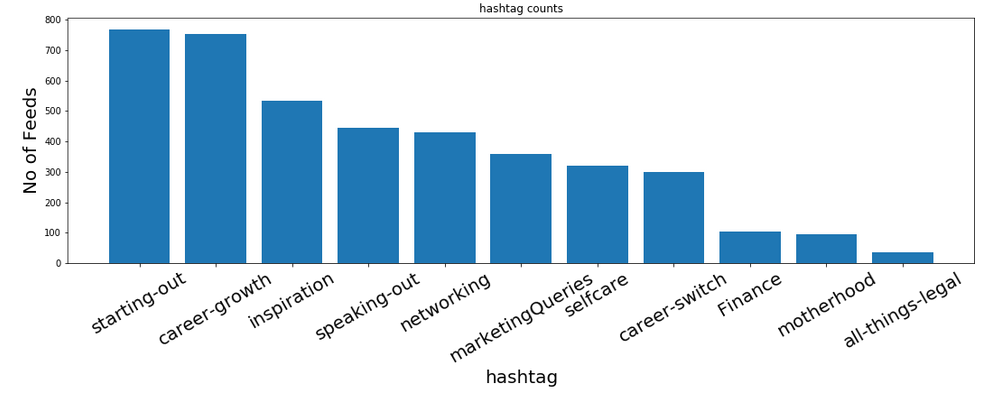 hashtag counts
800
700
600
500
400
300
200
100
0
No of Feeds
starting-out
career-growth
inspiration
speaking-out
networking
marketingQueries
selfcare
career-switch
Finance
motherhood
all-things-legal
hashtag